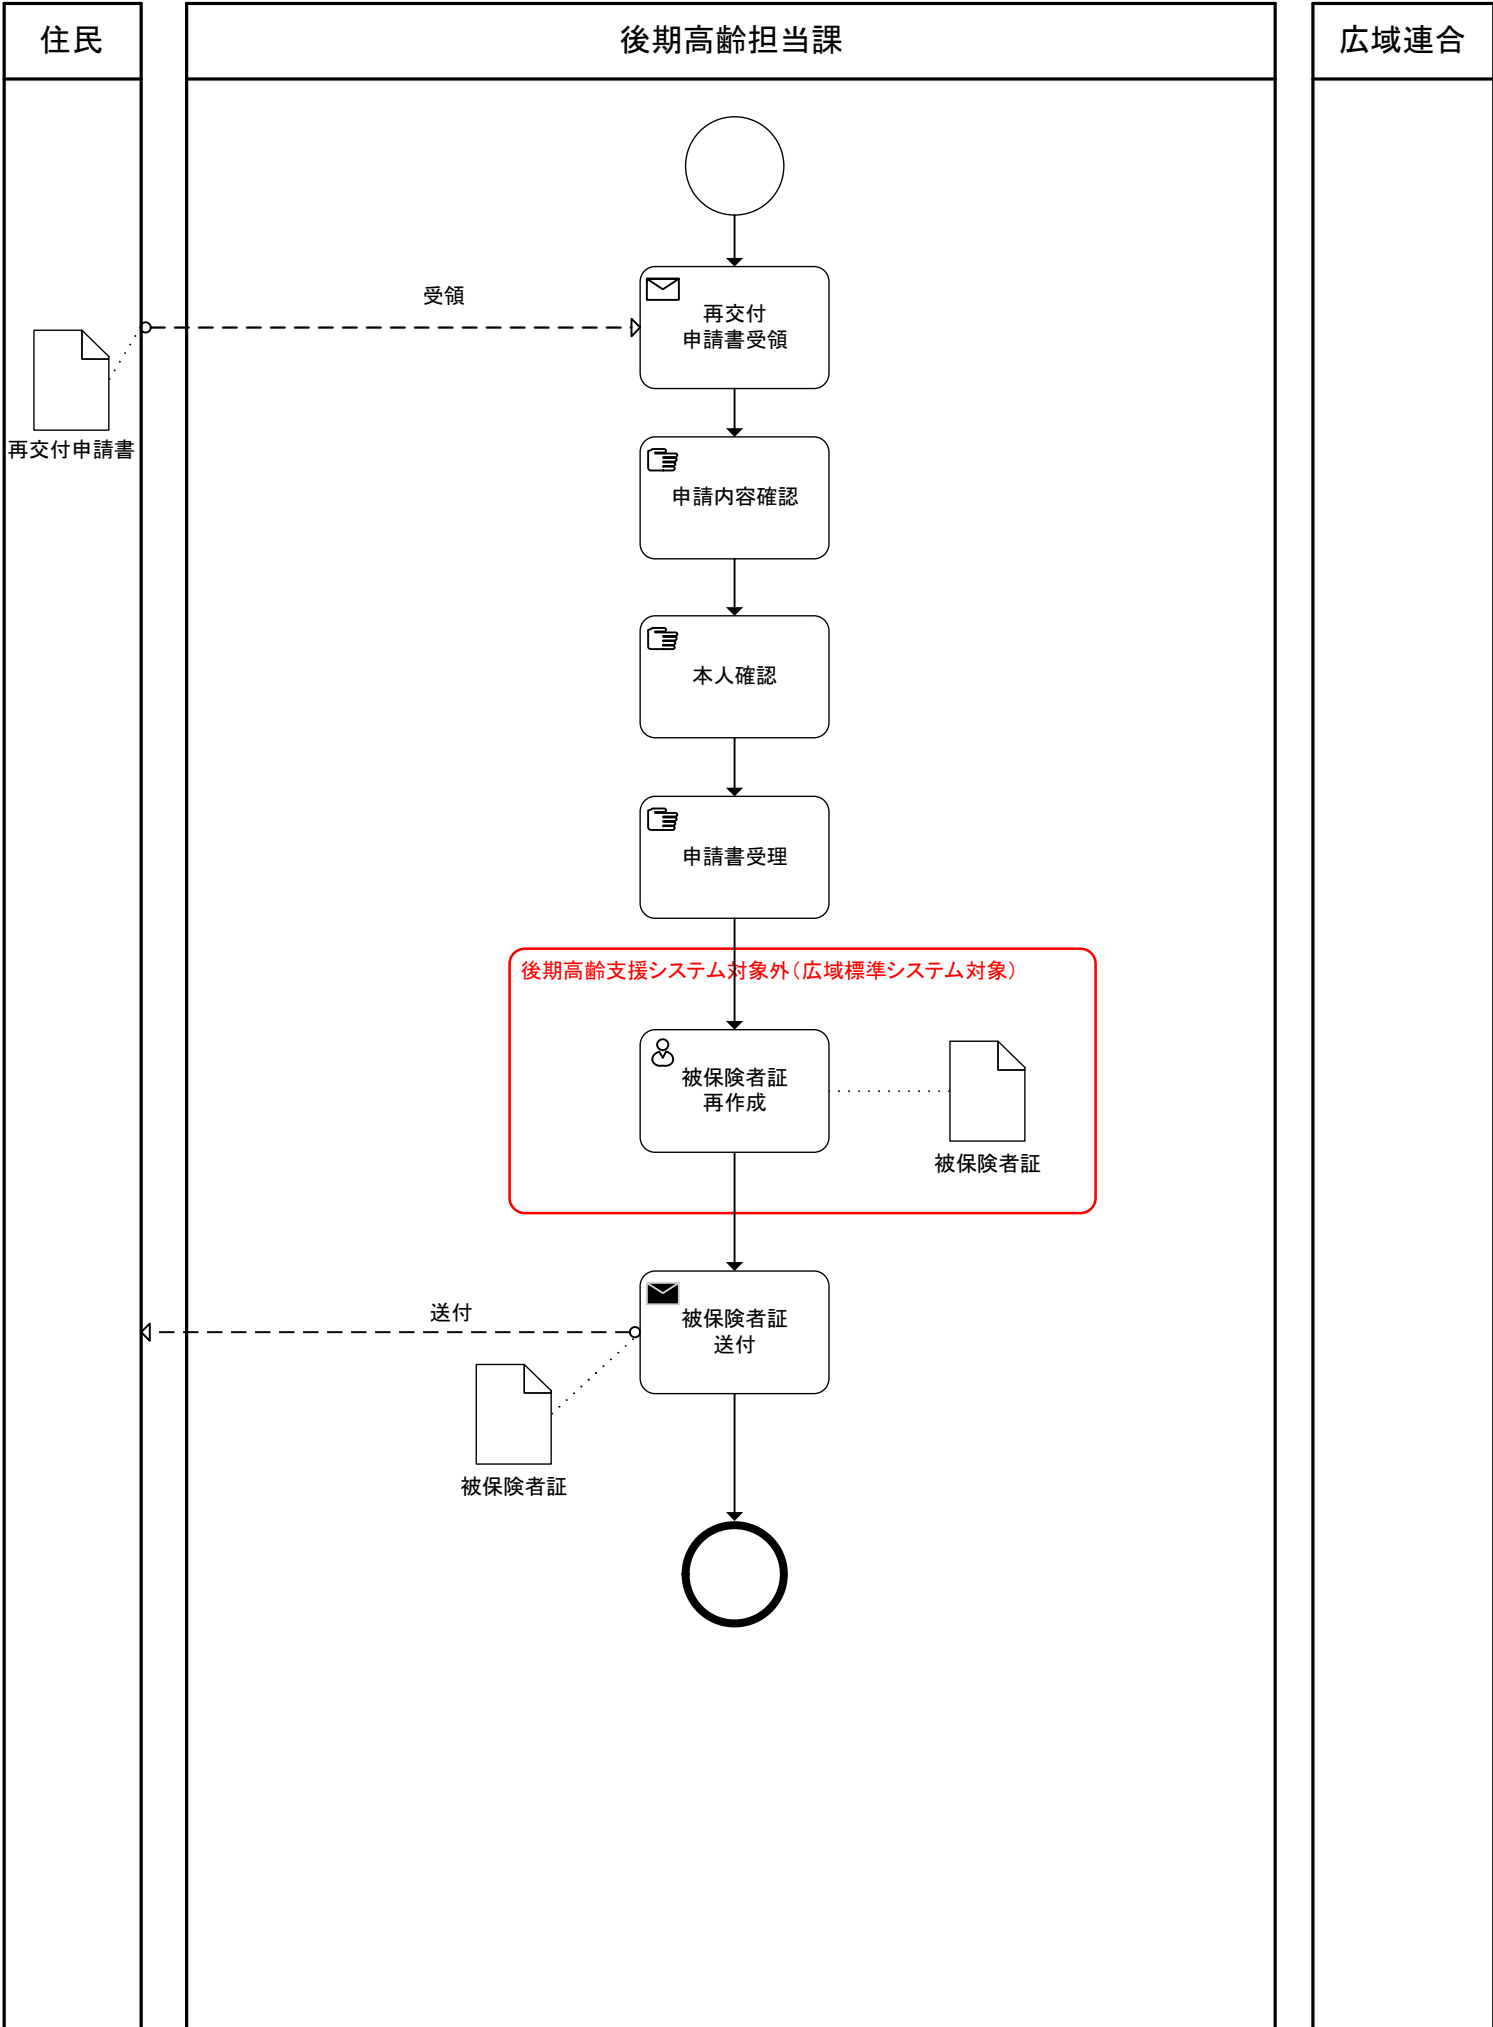 住民
後期高齢担当課
広域連合
受領
再交付
申請書受領
再交付申請書
申請内容確認
本人確認
申請書受理
後期高齢支援システム対象外（広域標準システム対象）
被保険者証
再作成
被保険者証
送付
被保険者証
送付
被保険者証